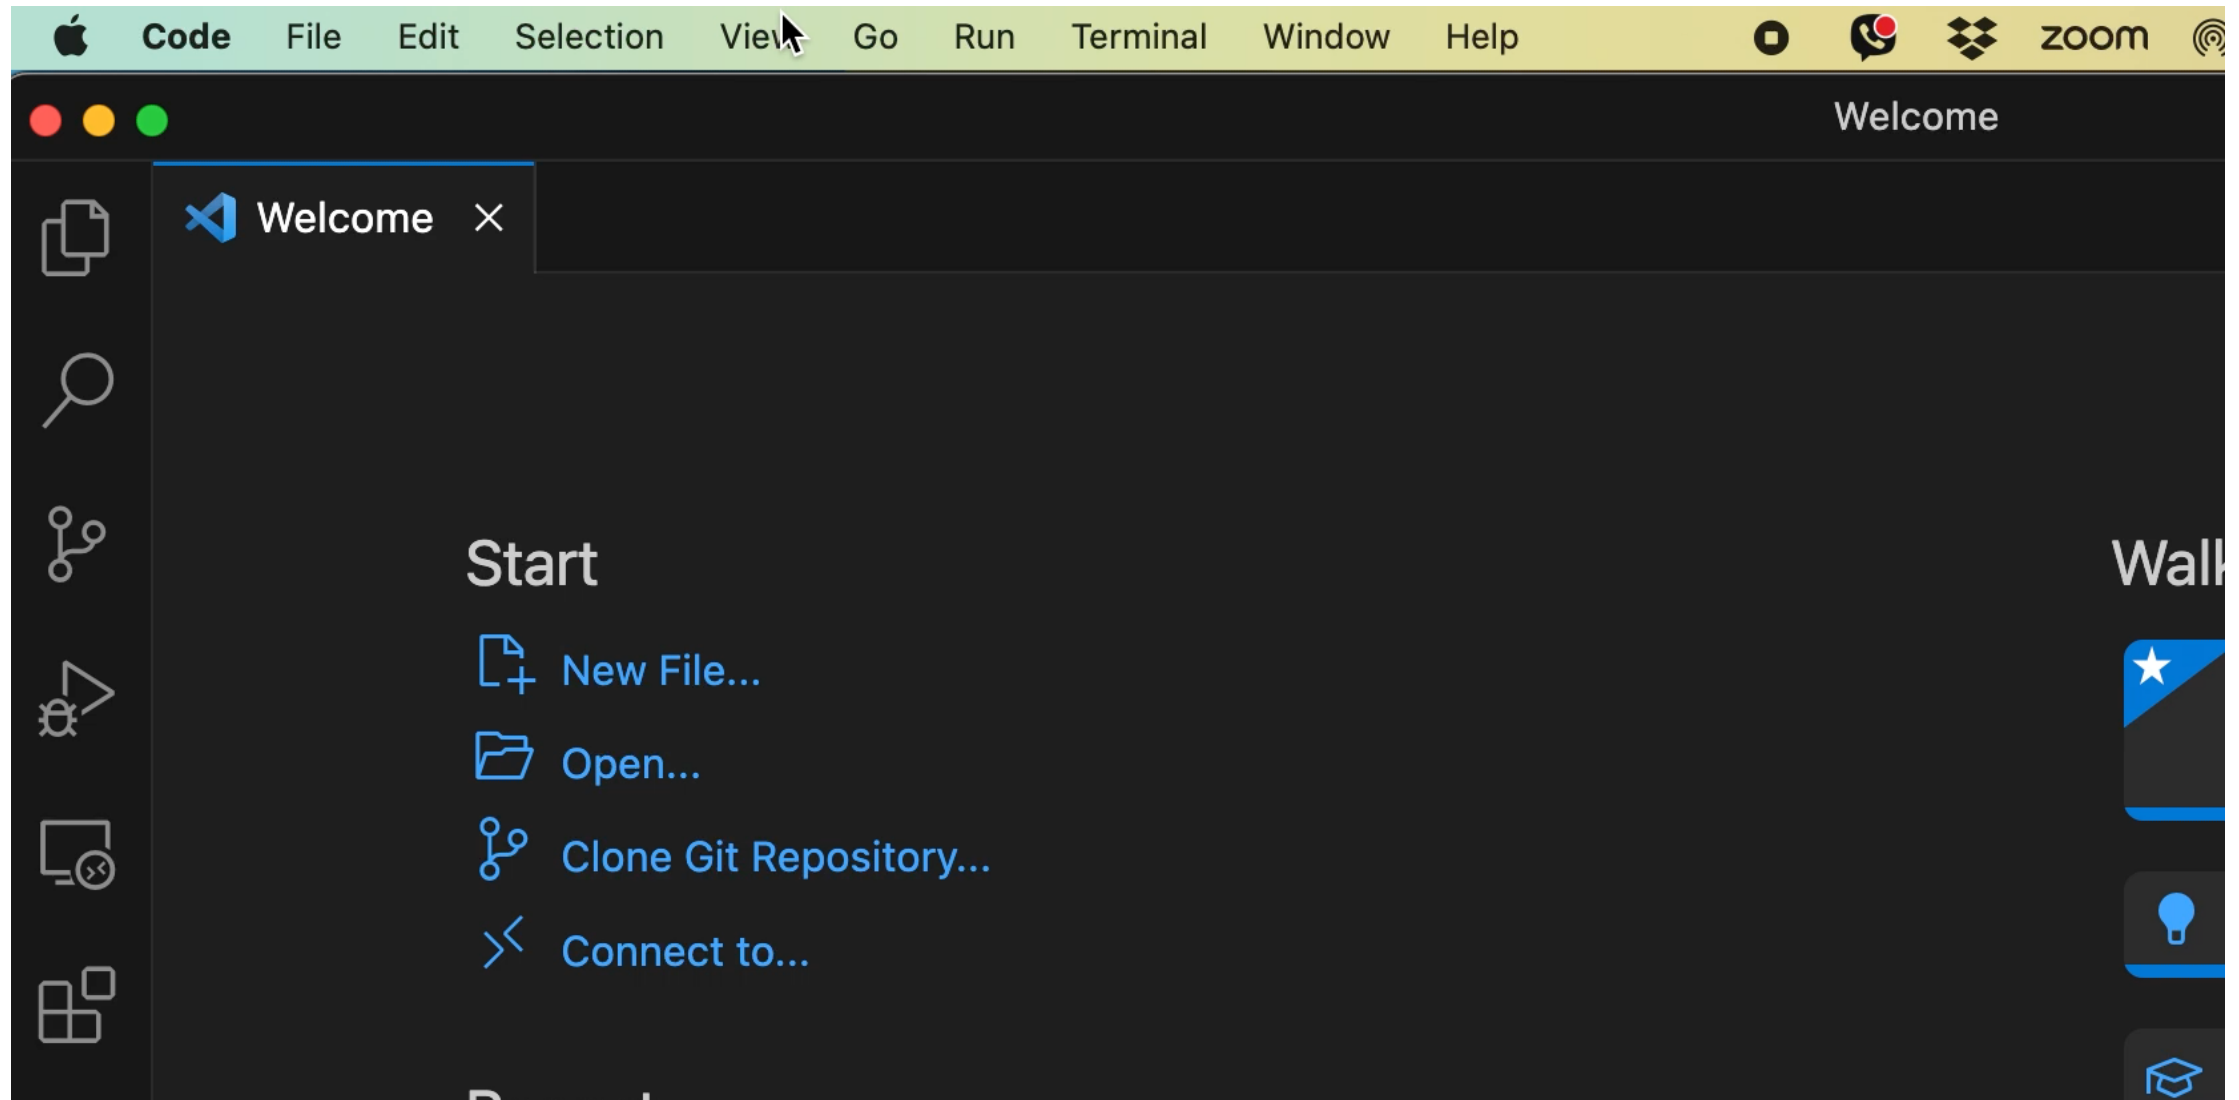 Code File Edit Selection View Go Run Terminal Window Help zoom
Welcome
Welcome
Start
New File...
Open...
Clone Git Repository...
Connect to...